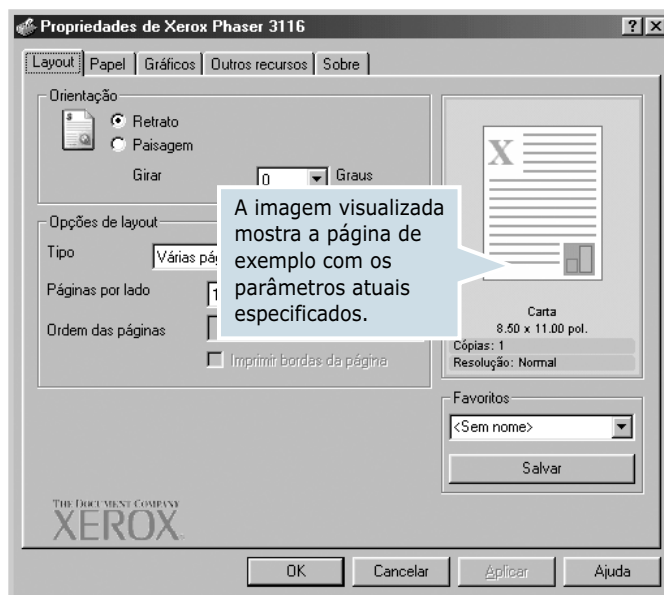 Propriedades de Xerox Phaser 3116
Layout Papel Gráficos Outros recursos Sobre
Orientação
Retrato
Paisagem
Girar 0 Graus
Opções de layout
Tipo
Páginas por lado
Ordem das páginas
Imprimir bordas da página
A imagem visualizada
mostra a página de
exemplo com os
parâmetros atuais
especificados.
X
Carta
8.50 x 11.00 pol.
Cópias: 1
Resolução: Normal
Favoritos
<Sem nome>
Salvar
THE DOCUMENT COMPANY
XEROX
OK Cancelar Aplicar Ajuda